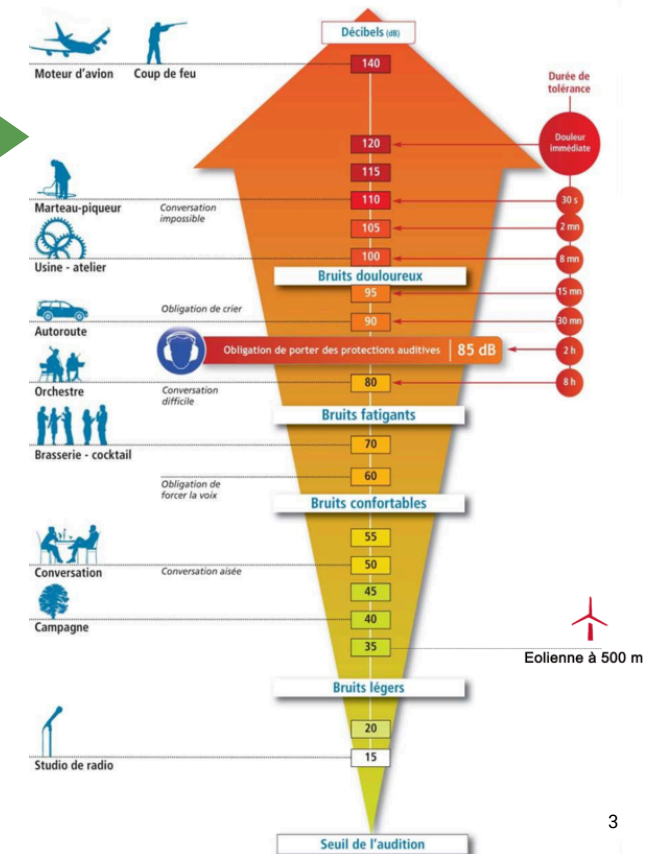 Décibels (dB)
140
Moteur d'avion
Coup de feu
Durée de
tolérance
120
Douleur
immédiate
115
110
30 s
Marteau-piqueur
Conversation
impossible
105
2 mn
100
8 mn
Usine - atelier
Bruits douloureux
95
15 mn
Obligation de crier
90
30 mn
Autoroute
Obligation de porter des protections auditives
85 dB
2 h
80
8 h
Orchestre
Conversation
difficile
Bruits fatigants
70
Brasserie - cocktail
60
Obligation de
forcer la voix
Bruits confortables
55
50
Conversation
Conversation aisée
45
40
Campagne
35
Eolienne à 500 m
Bruits légers
20
15
Studio de radio
3
Seuil de l'audition